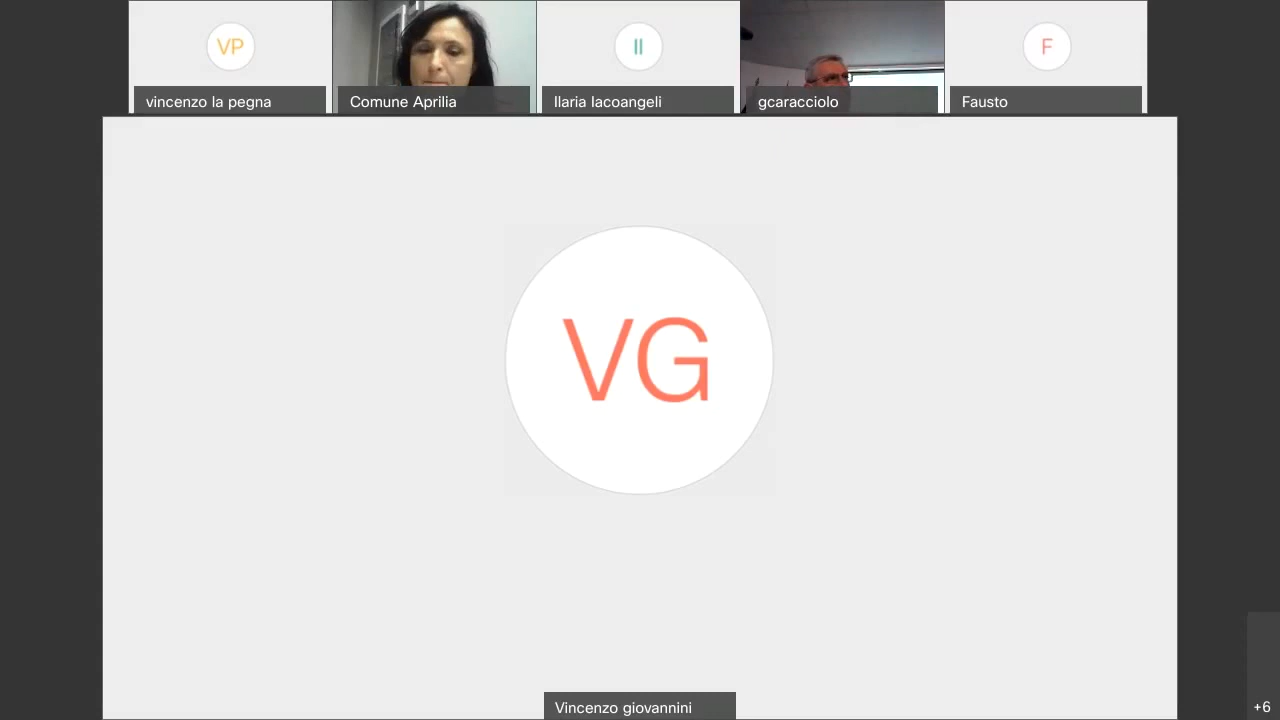 VP
II
F
vincenzo la pegna
Comune Aprilia
Ilaria Iacoangeli
gcaracciolo
Fausto
VG
Vincenzo giovannini
+6